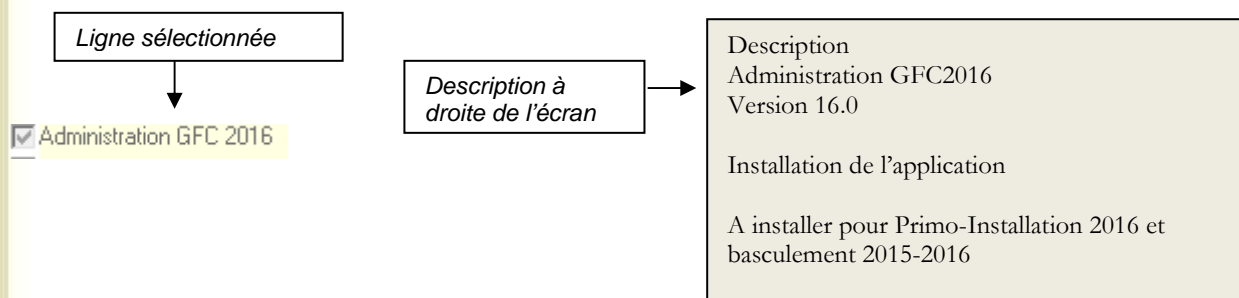 Ligne sélectionnée
Administration GFC 2016
Description à
droite de l’écran
Description
Administration GFC2016
Version 16.0
Installation de l’application
A installer pour Primo-Installation 2016 et
basculement 2015-2016